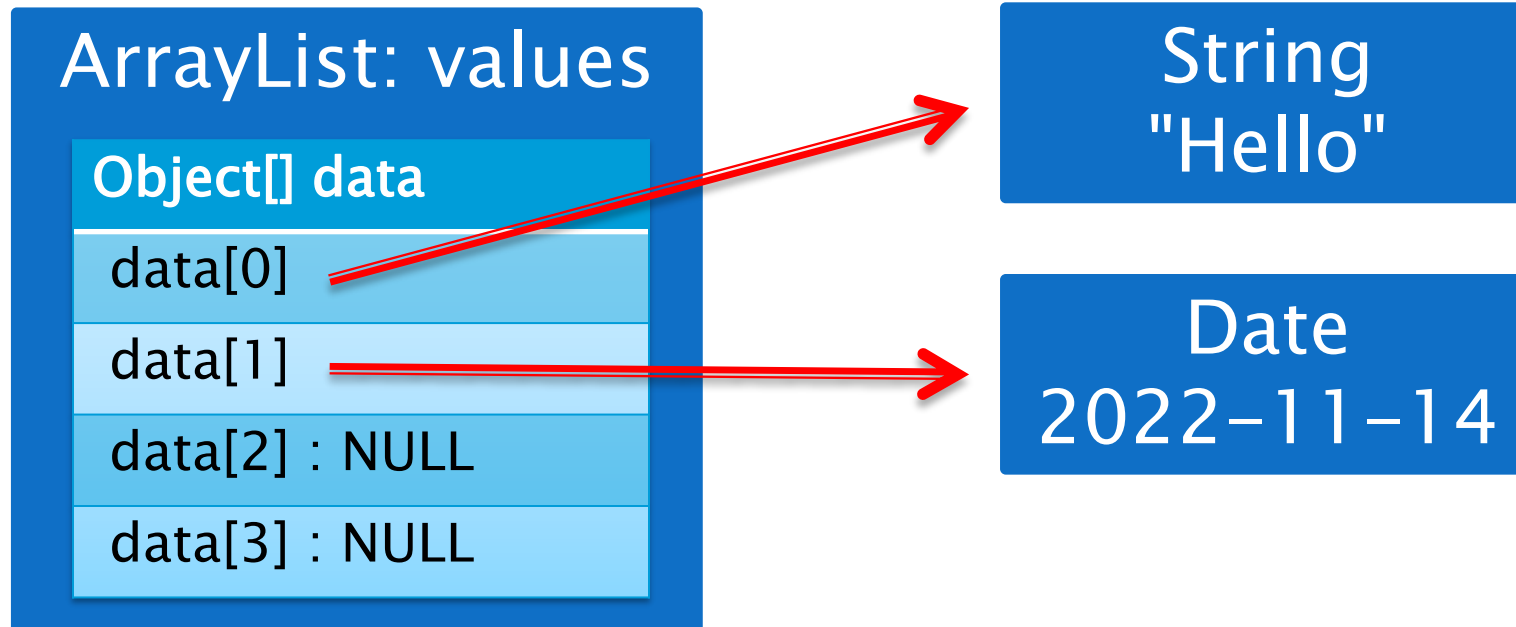 ArrayList: values
Object[] data
data[0]
data[1]
data[2] : NULL
data[3] : NULL
String
"Hello"
Date
2022-11-14